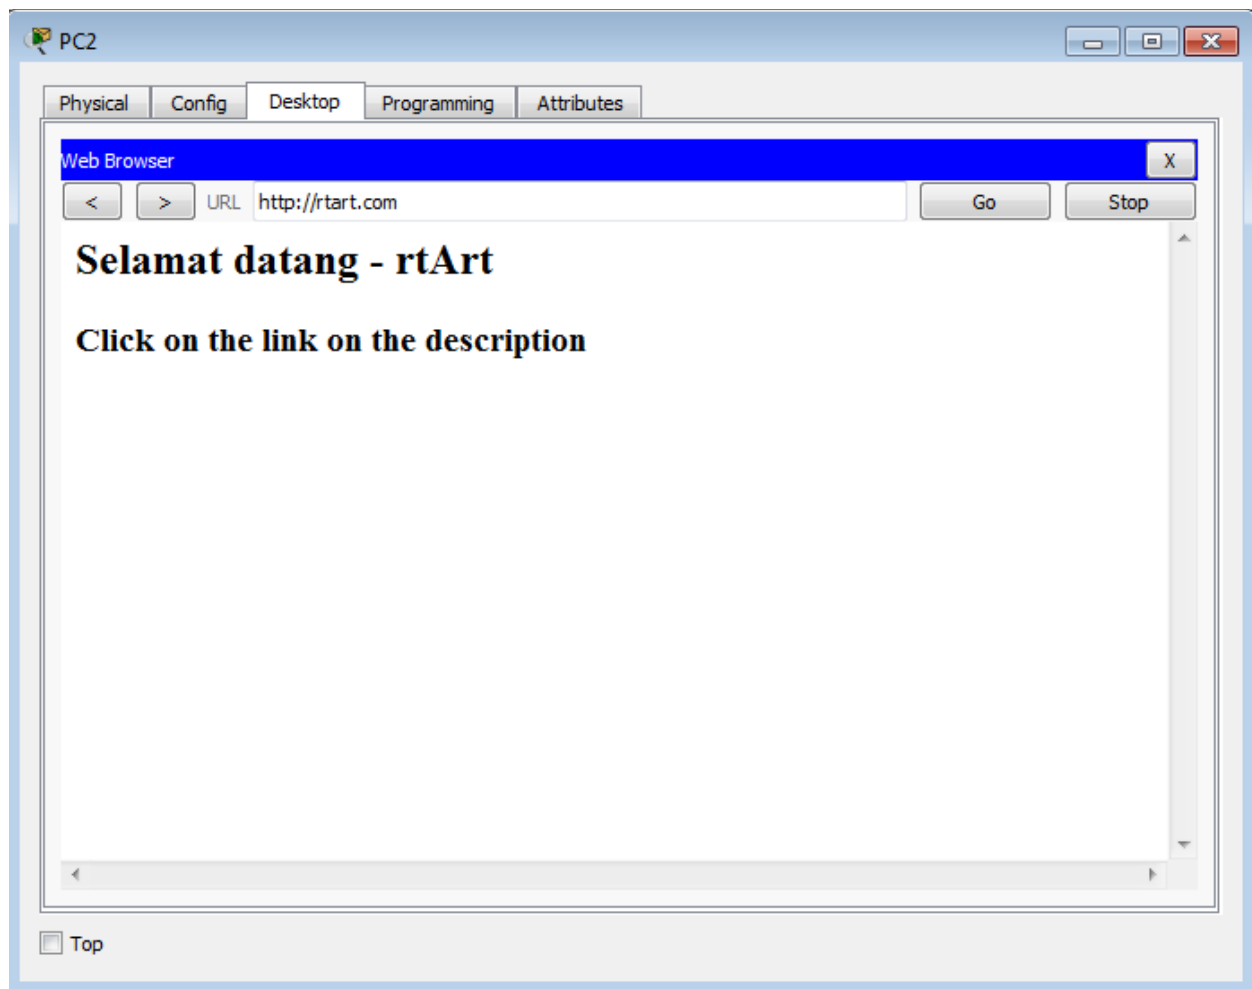 PC2
Physical Config Desktop Programming Attributes
Web Browser X
< > URL http://rtart.com Go Stop
Selamat datang - rtArt
Click on the link on the description
Top